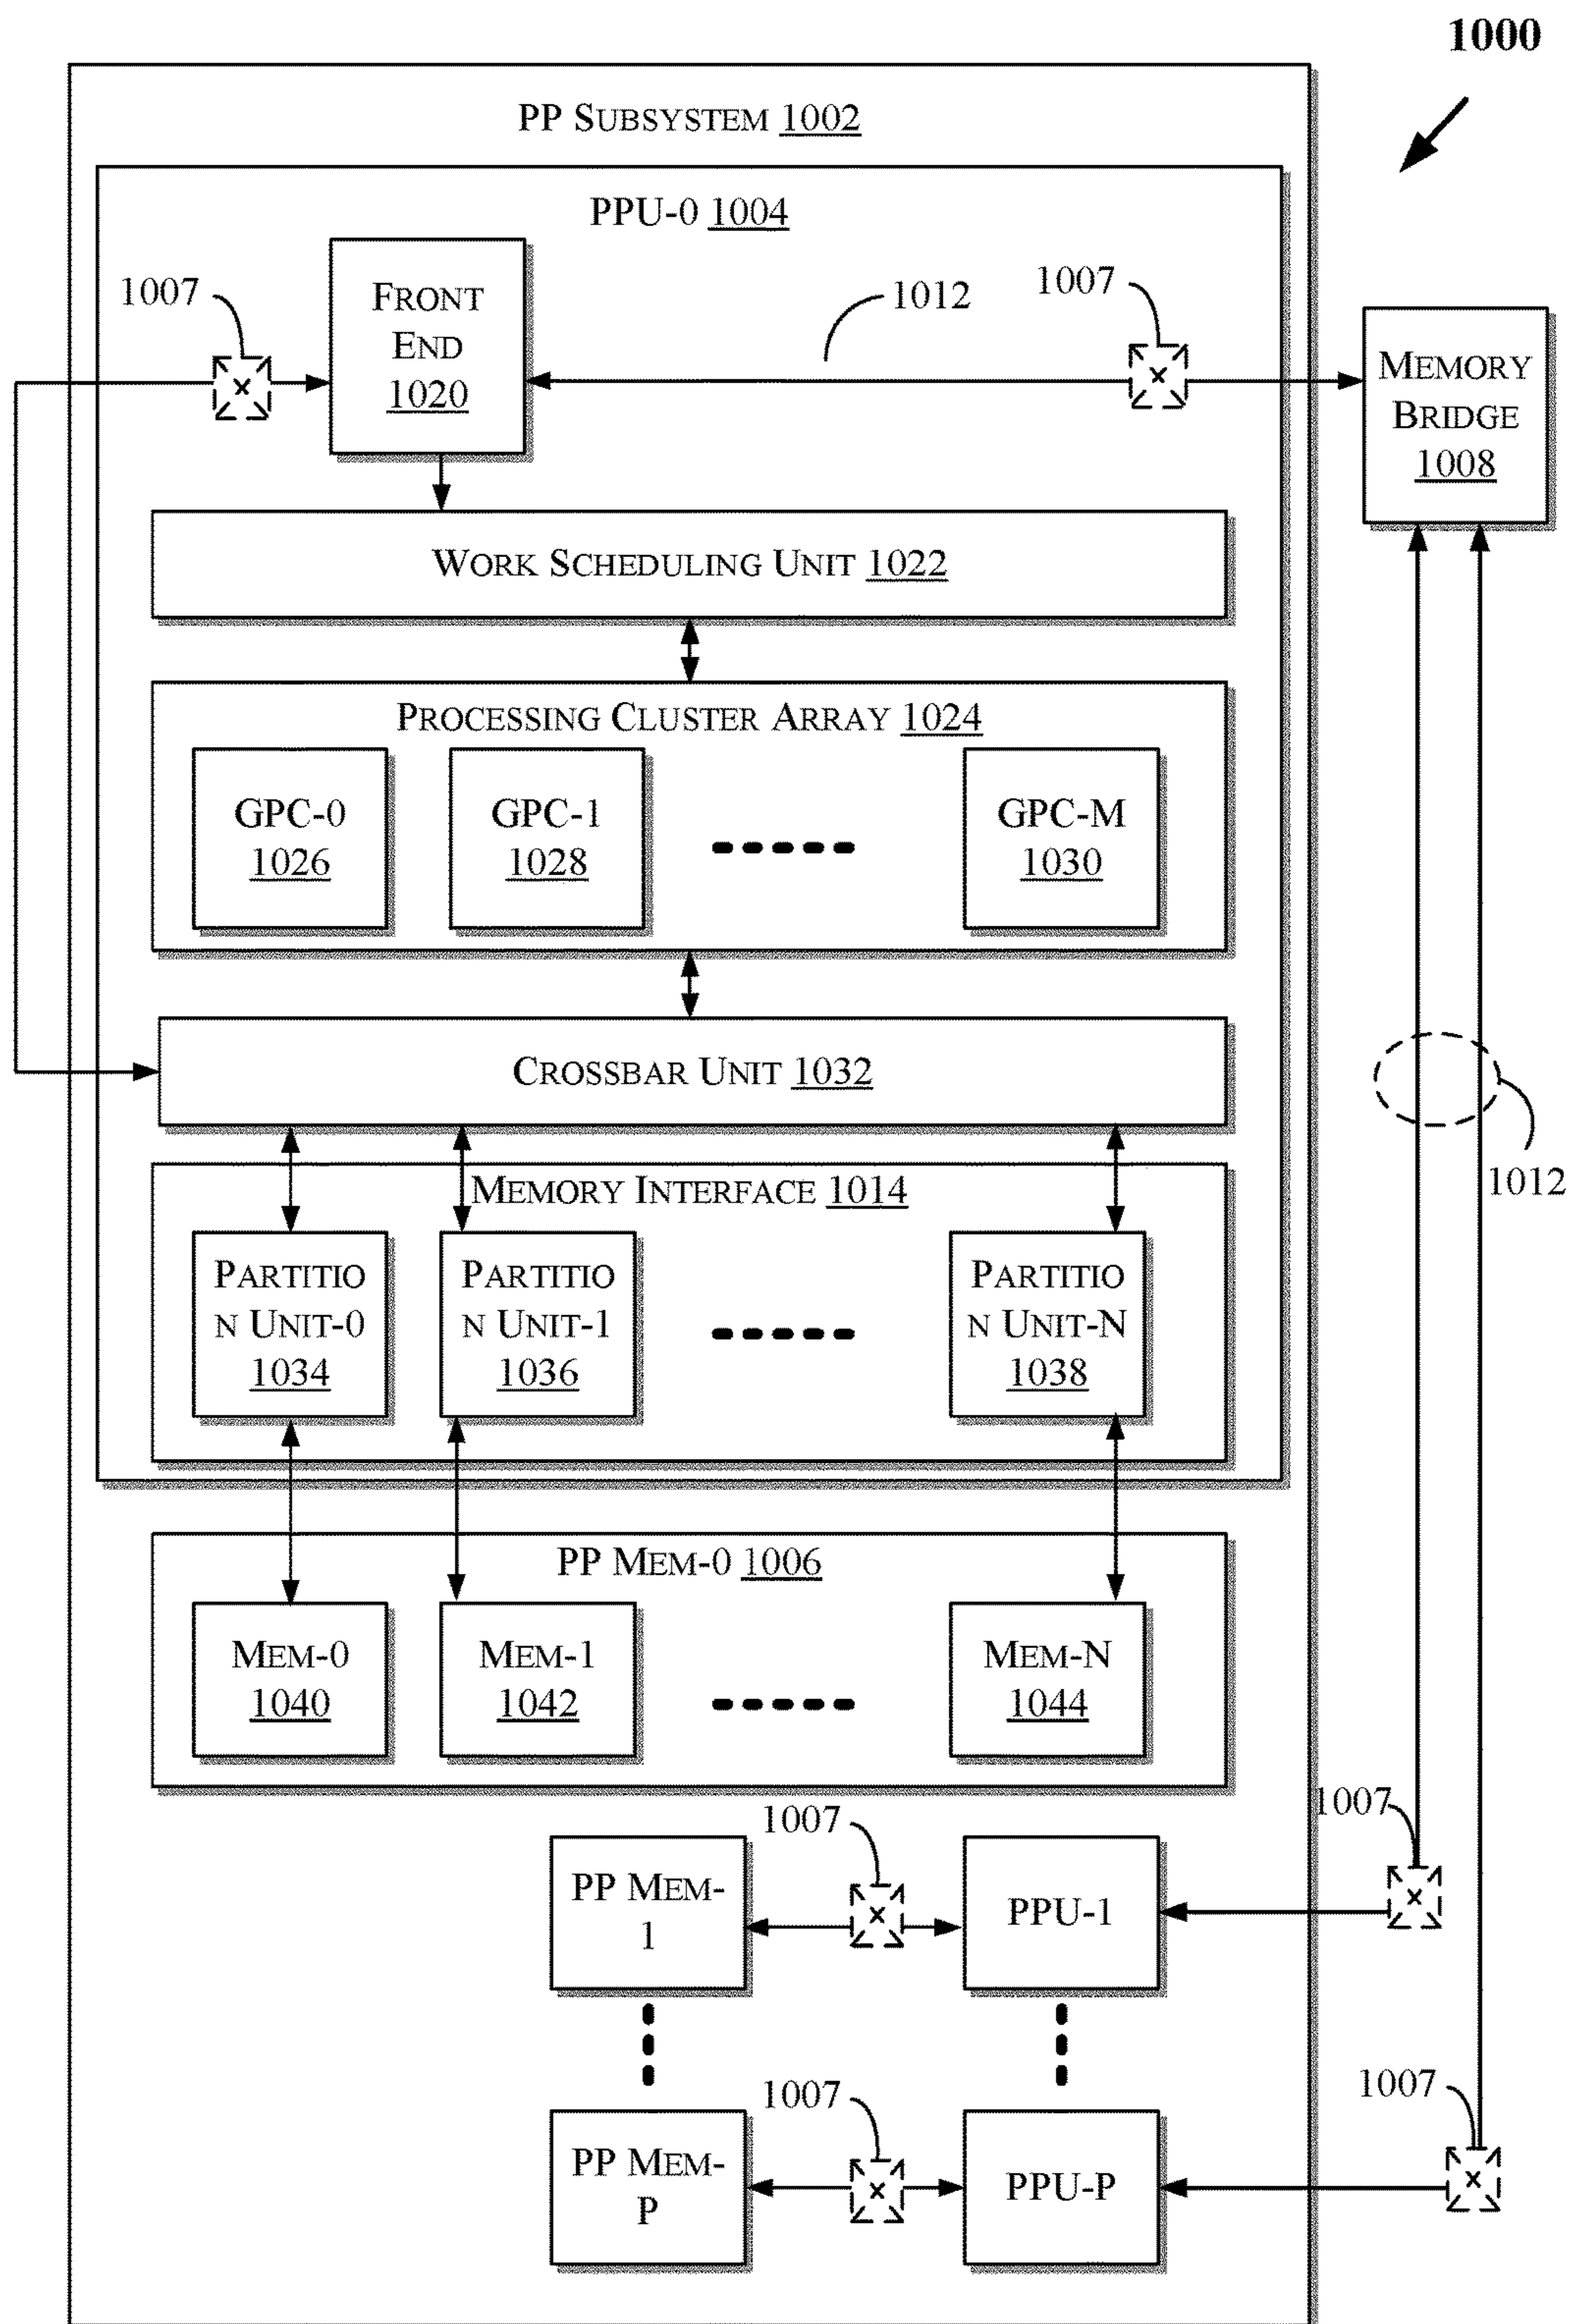 1000
PP SUBSYSTEM 1002
PPU-0 1004
1007
FRONT
END
1020
1012
1007
MEMORY
BRIDGE
1008
WORK SCHEDULING UNIT 1022
PROCESSING CLUSTER ARRAY 1024
GPC-0
1026
GPC-1
1028
GPC-M
1030
CROSSBAR UNIT 1032
1012
MEMORY INTERFACE 1014
PARTITIO
N UNIT-0
1034
PARTITIO
N UNIT-1
1036
PARTITIO
N UNIT-N
1038
PP MEM-0 1006
MEM-0
1040
MEM-1
1042
MEM-N
1044
1007
1007
PP MEM-
1
PPU-1
1007
1007
PP MEM-
P
PPU-P